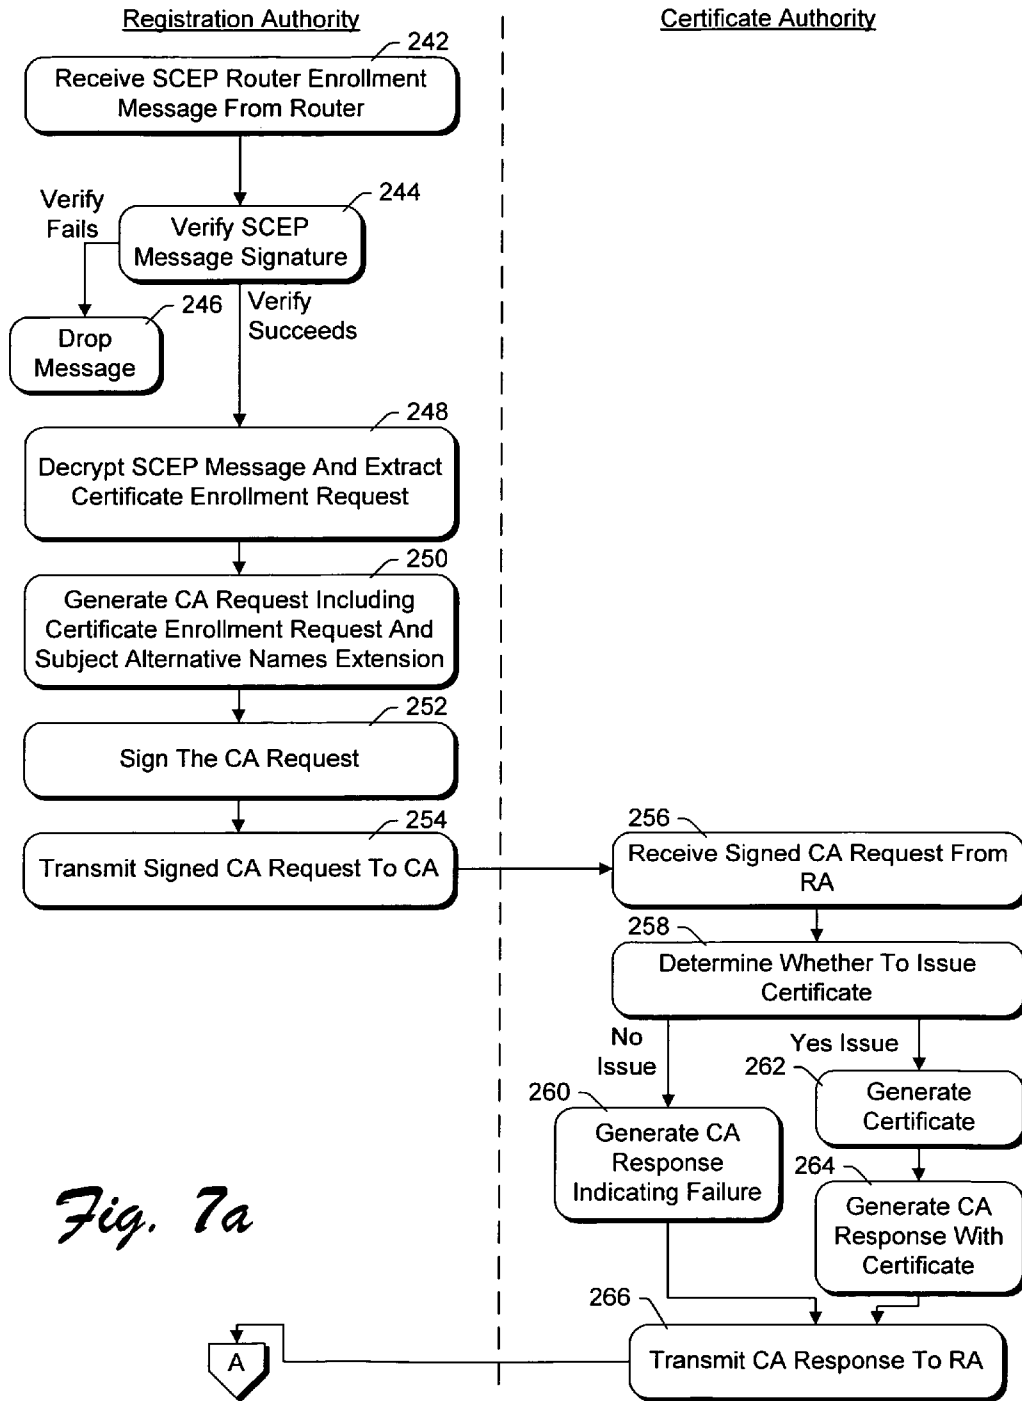 Registration Authority
Certificate Authority
242
Receive SCEP Router Enrollment
Message From Router
244
Verify
Fails
Verify SCEP
Message Signature
246
Verify
Succeeds
Drop
Message
248
Decrypt SCEP Message And Extract
Certificate Enrollment Request
250
Generate CA Request Including
Certificate Enrollment Request And
Subject Alternative Names Extension
252
Sign The CA Request
254
Transmit Signed CA Request To CA
256
Receive Signed CA Request From
RA
258
Determine Whether To Issue
Certificate
No
Issue
Yes Issue
260
Generate CA
Response
Indicating Failure
262
Generate
Certificate
264
Generate CA
Response With
Certificate
266
Transmit CA Response To RA
A
Fig. 7a